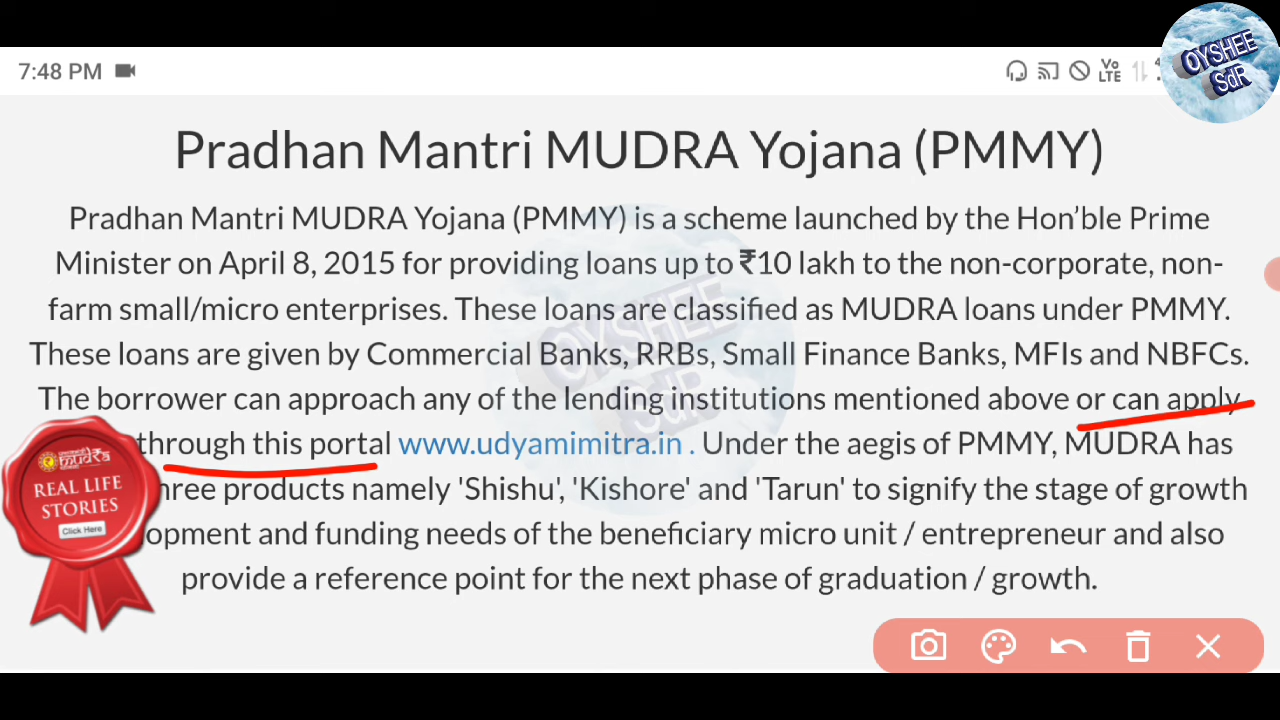 7:48 PM
Vo
LTE
OYSHEE
SdR
Pradhan Mantri MUDRA Yojana (PMMY)
Pradhan Mantri MUDRA Yojana (PMMY) is a scheme launched by the Hon’ble Prime
Minister on April 8, 2015 for providing loans up to ₹10 lakh to the non-corporate, non-
farm small/micro enterprises. These loans are classified as MUDRA loans under PMMY.
These loans are given by Commercial Banks, RRBs, Small Finance Banks, MFIs and NBFCs.
The borrower can approach any of the lending institutions mentioned above or can apply
through this portal www.udyamimitra.in . Under the aegis of PMMY, MUDRA has
products namely 'Shishu', 'Kishore' and 'Tarun' to signify the stage of growth
and funding needs of the beneficiary micro unit / entrepreneur and also
provide a reference point for the next phase of graduation / growth.
OYSHEE
SdR
मुदra
REAL LIFE
STORIES
Click Here